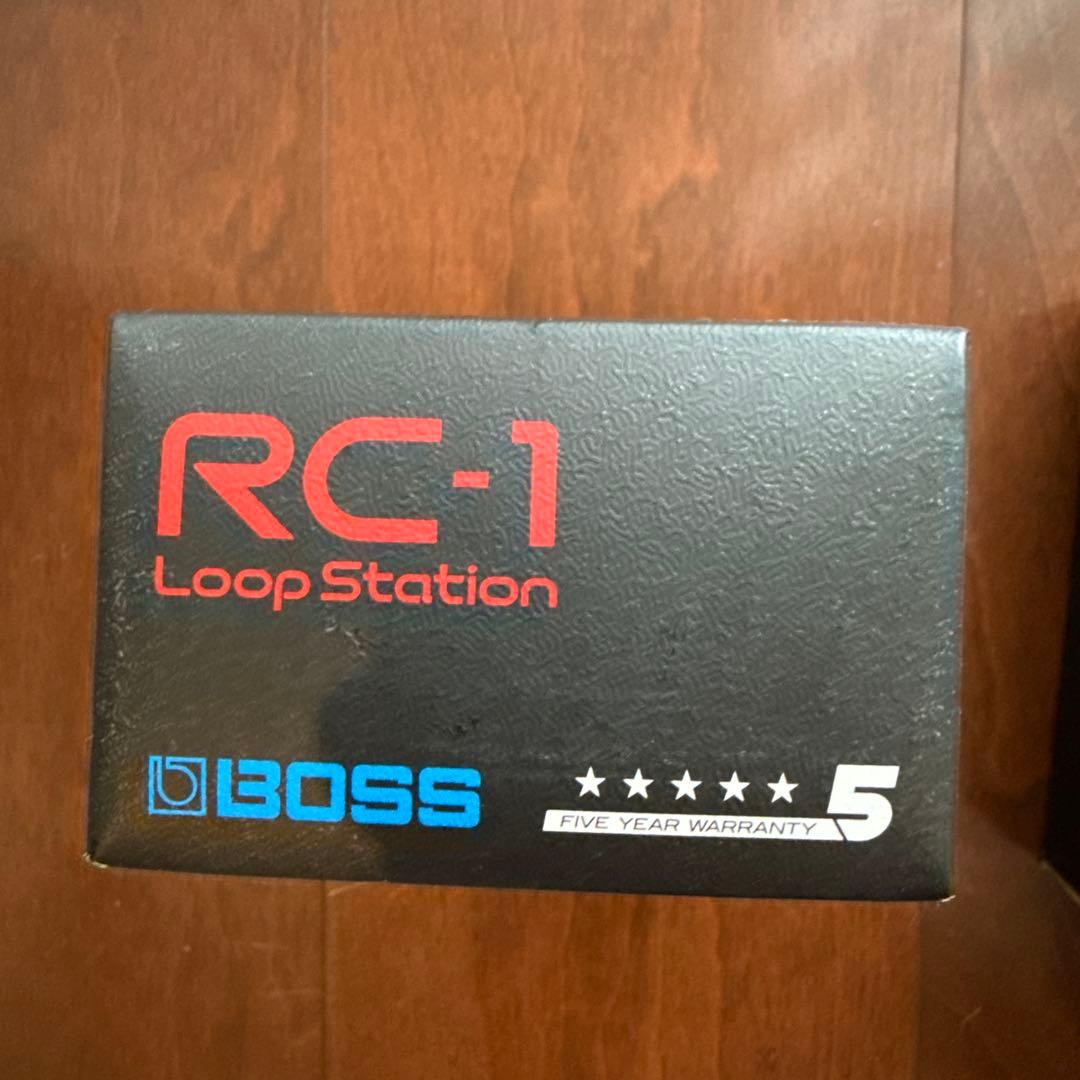 RC-1
Loop Station
BOSS
★★★★★ 5
FIVE YEAR WARRANTY